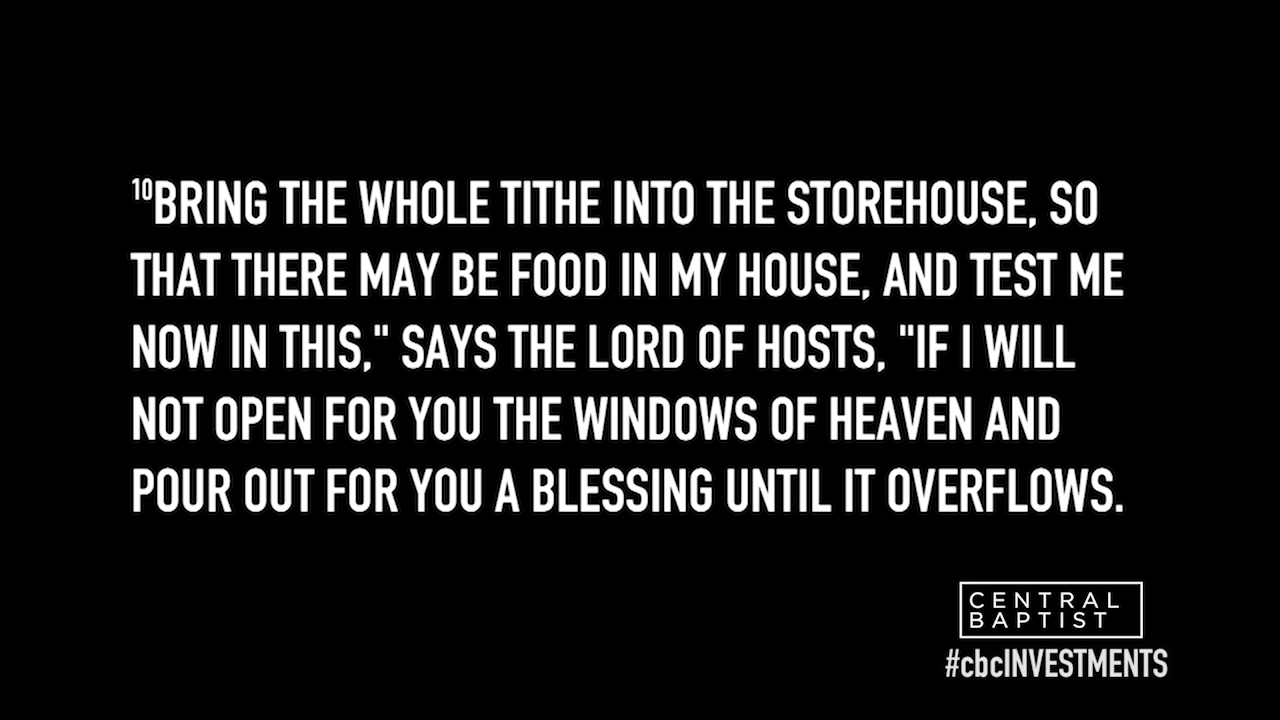 ¹⁰BRING THE WHOLE TITHE INTO THE STOREHOUSE, SO
THAT THERE MAY BE FOOD IN MY HOUSE, AND TEST ME
NOW IN THIS," SAYS THE LORD OF HOSTS, "IF I WILL
NOT OPEN FOR YOU THE WINDOWS OF HEAVEN AND
POUR OUT FOR YOU A BLESSING UNTIL IT OVERFLOWS.
CENTRAL
BAPTIST
#cbcINVESTMENTS